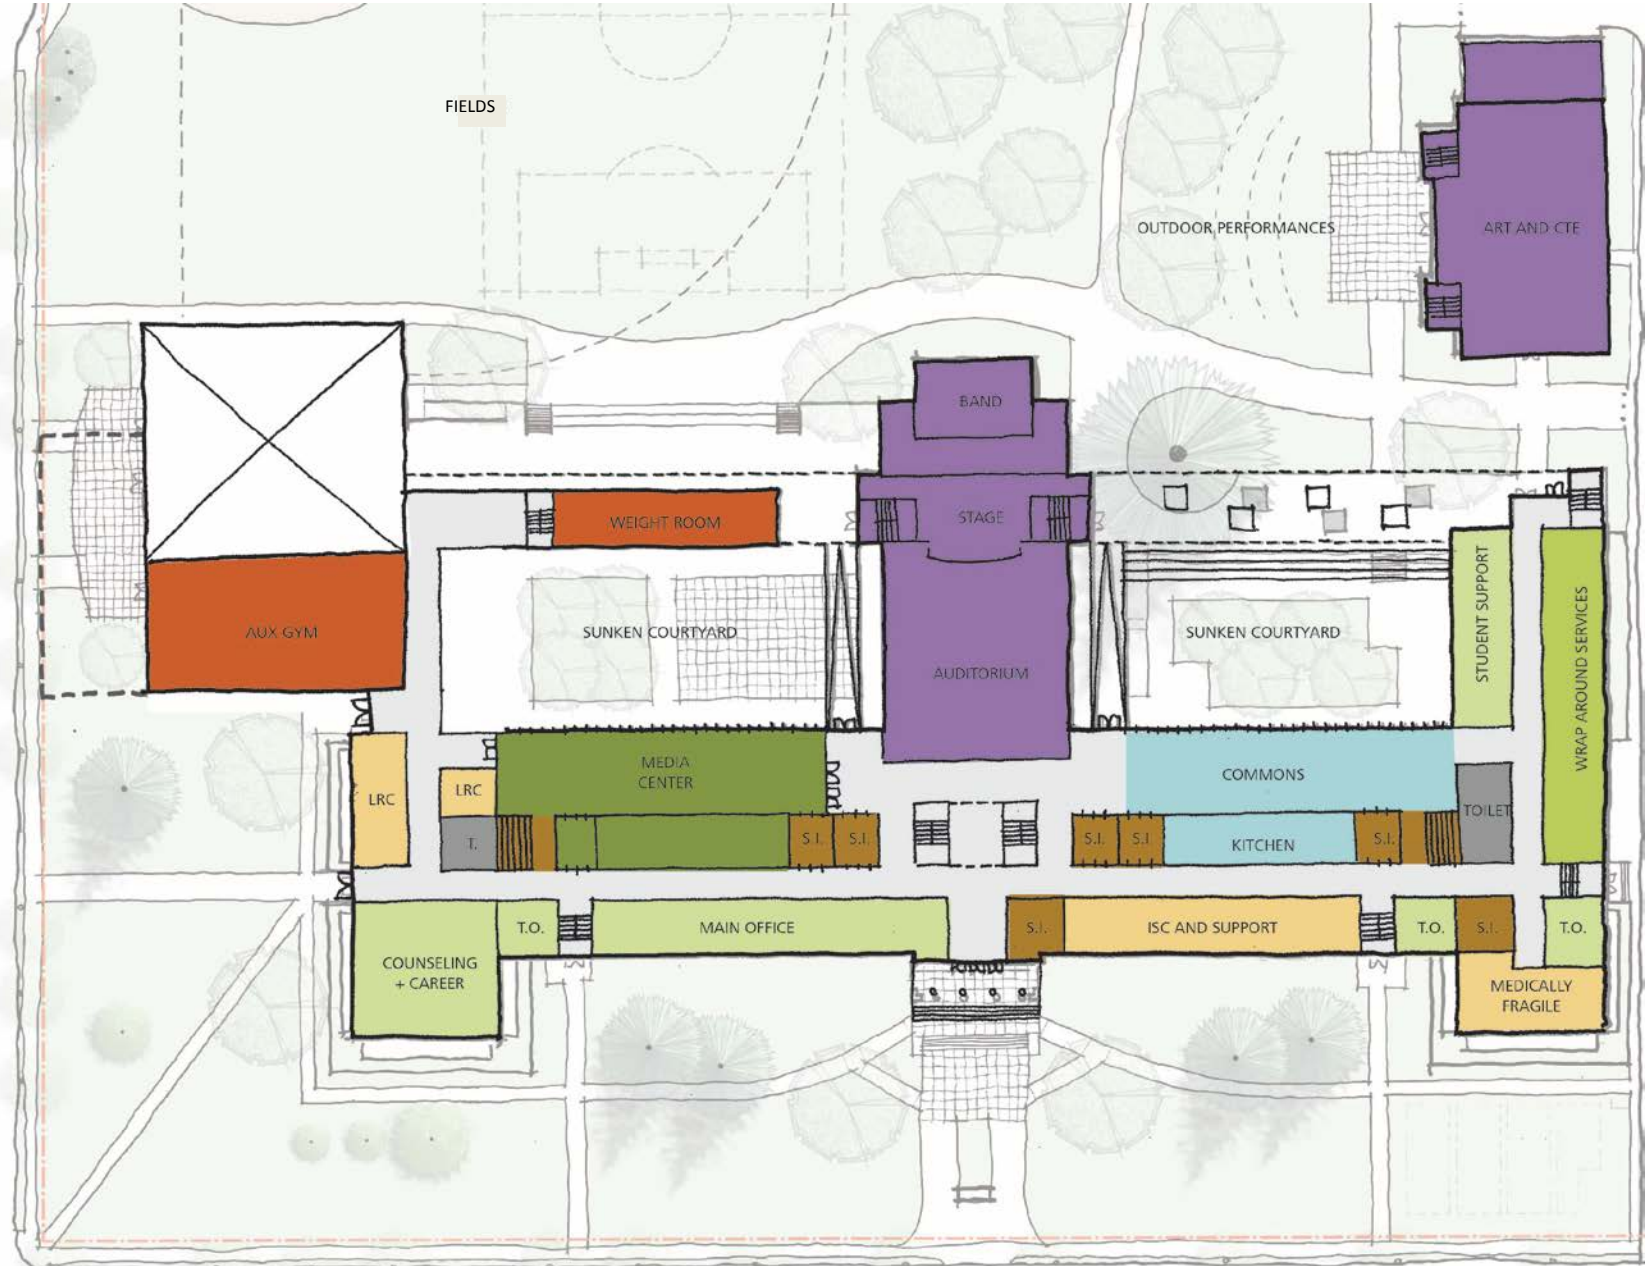 FIELDS
OUTDOOR PERFORMANCES
ART AND CTE
BAND
WEIGHT ROOM
STAGE
AUX GYM
SUNKEN COURTYARD
AUDITORIUM
SUNKEN COURTYARD
STUDENT SUPPORT
WRAP AROUND SERVICES
MEDIA
CENTER
COMMONS
LRC
LRC
TOILET
T.
S.I.
S.I.
S.I.
S.I.
KITCHEN
S.I.
T.O.
MAIN OFFICE
S.I.
ISC AND SUPPORT
T.O.
S.I.
T.O.
COUNSELING
+ CAREER
MEDICALLY
FRAGILE